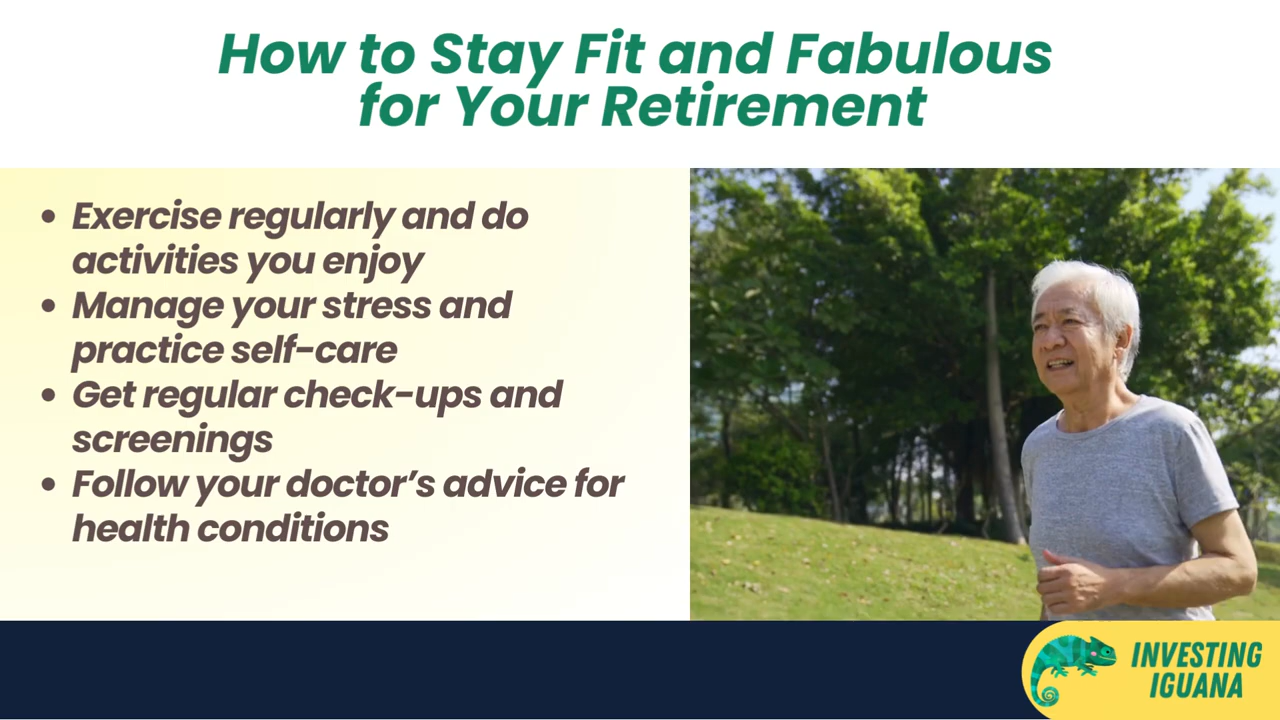 How to Stay Fit and Fabulous
for Your Retirement
• Exercise regularly and do
activities you enjoy
• Manage your stress and
practice self-care
• Get regular check-ups and
screenings
• Follow your doctor's advice for
health conditions
INVESTING
IGUANA